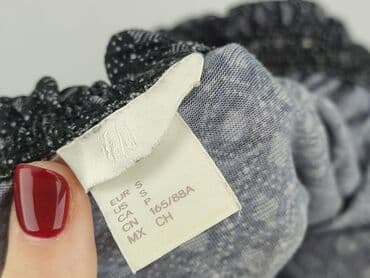 EUR S
US S
CA P
CN 165/88A
MX CH